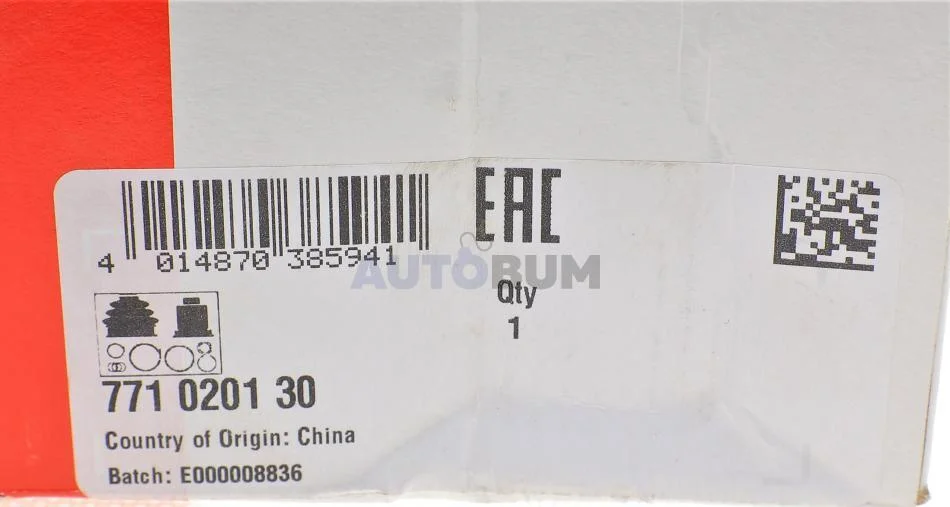 EAC
4 014870 385941
AUTOBUM
Qty
1
771 0201 30
Country of Origin: China
Batch: E000008836